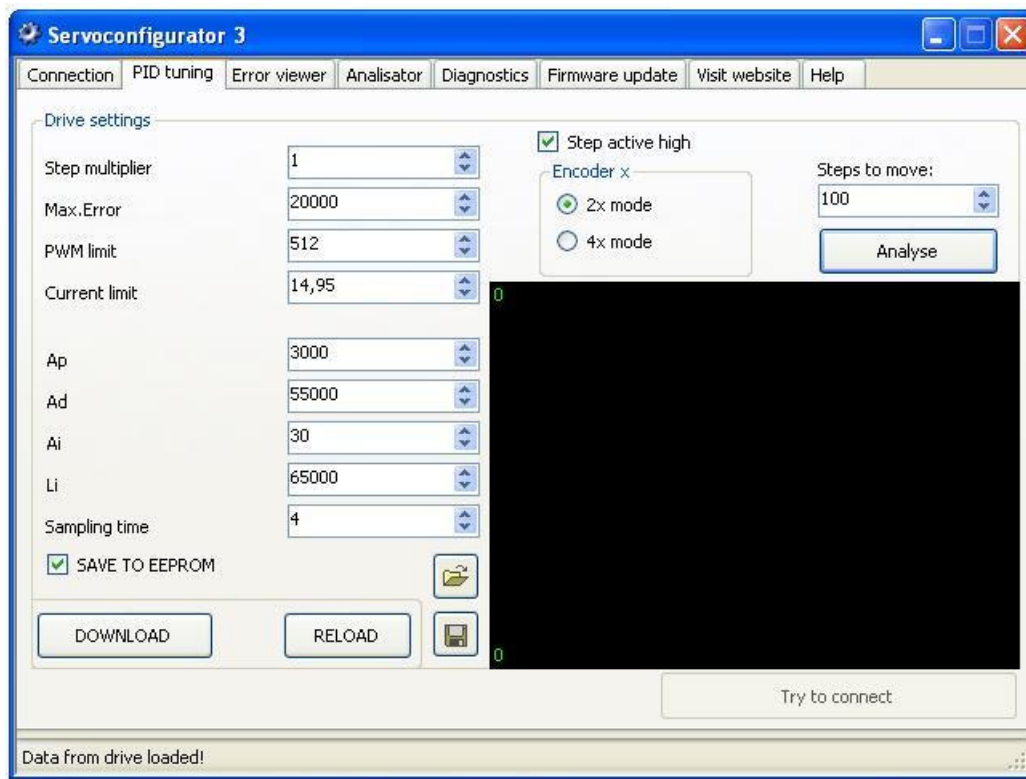 Servoconfigurator 3
Connection PID tuning Error viewer Analisator Diagnostics Firmware update Visit website Help
Drive settings
Step multiplier 1
Max.Error 20000
PWM limit 512
Current limit 14,95
Ap 3000
Ad 55000
Ai 30
Li 65000
Sampling time 4
SAVE TO EEPROM
DOWNLOAD RELOAD
Step active high
Encoder x
2x mode
4x mode
Steps to move:
100
Analyse
0
0
Try to connect
Data from drive loaded!